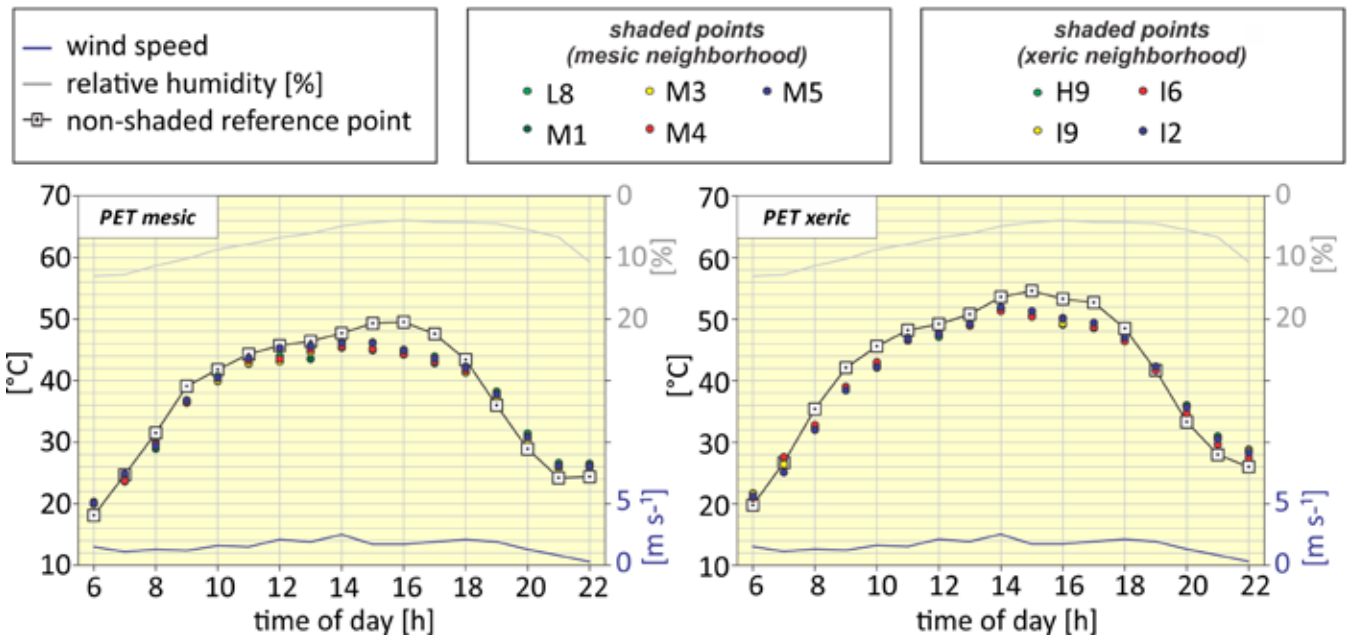 wind speed
relative humidity [%]
non-shaded reference point
shaded points
(mesic neighborhood)
L8 M3 M5
M1 M4
shaded points
(xeric neighborhood)
H9 I6
I9 I2
PET mesic
70
60
50
40
30
20
10
[°C]
0
10
20
[%]
5
0
[m s⁻¹]
6 8 10 12 14 16 18 20 22
time of day [h]
PET xeric
70
60
50
40
30
20
10
[°C]
0
10
20
[%]
5
0
[m s⁻¹]
6 8 10 12 14 16 18 20 22
time of day [h]